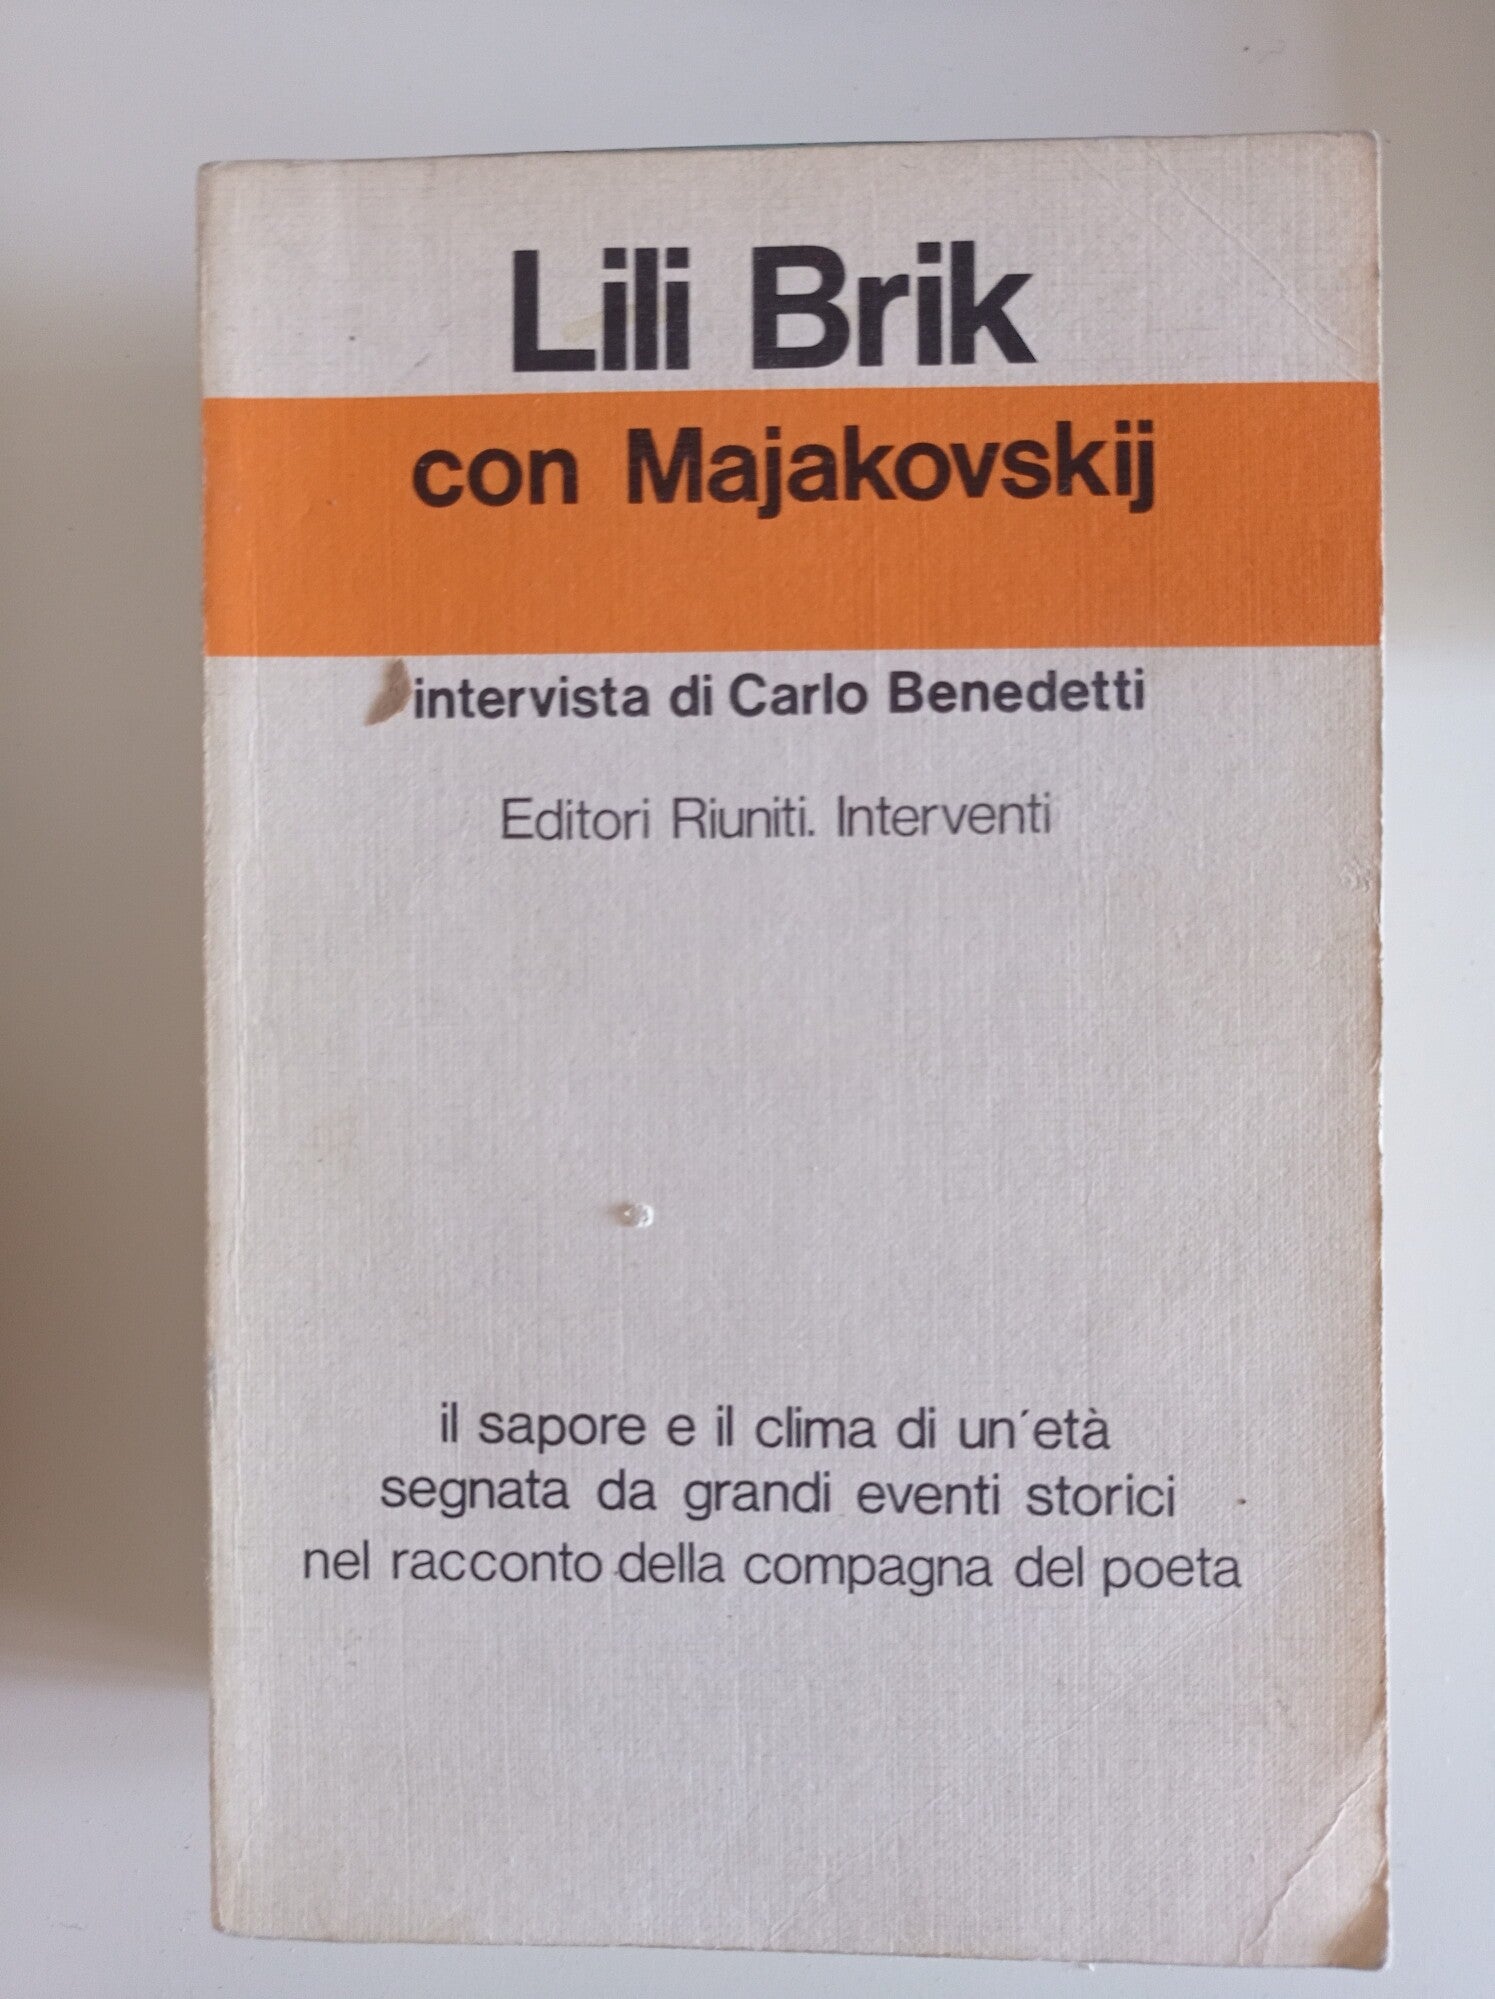 Lili Brik
con Majakovskij
intervista di Carlo Benedetti
Editori Riuniti. Interventi
il sapore e il clima di un'età
segnata da grandi eventi storici
nel racconto della compagna del poeta